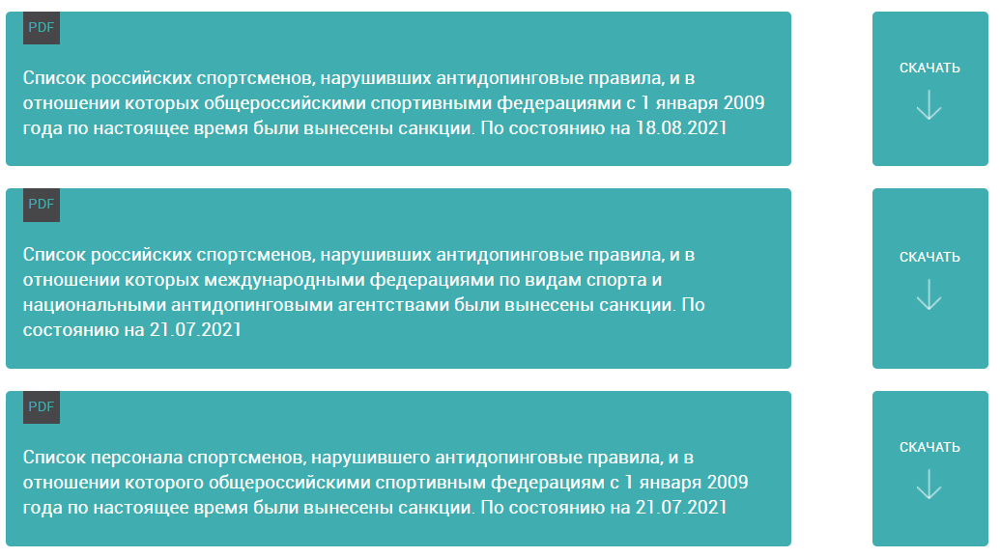 PDF
Список российских спортсменов, нарушивших антидопинговые правила, и в
отношении которых общероссийскими спортивными федерациями с 1 января 2009
года по настоящее время были вынесены санкции. По состоянию на 18.08.2021
СКАЧАТЬ
PDF
Список российских спортсменов, нарушивших антидопинговые правила, и в
отношении которых международными федерациями по видам спорта и
национальными антидопинговыми агентствами были вынесены санкции. По
состоянию на 21.07.2021
СКАЧАТЬ
PDF
Список персонала спортсменов, нарушившего антидопинговые правила, и в
отношении которого общероссийскими спортивным федерациям с 1 января 2009
года по настоящее время были вынесены санкции. По состоянию на 21.07.2021
СКАЧАТЬ